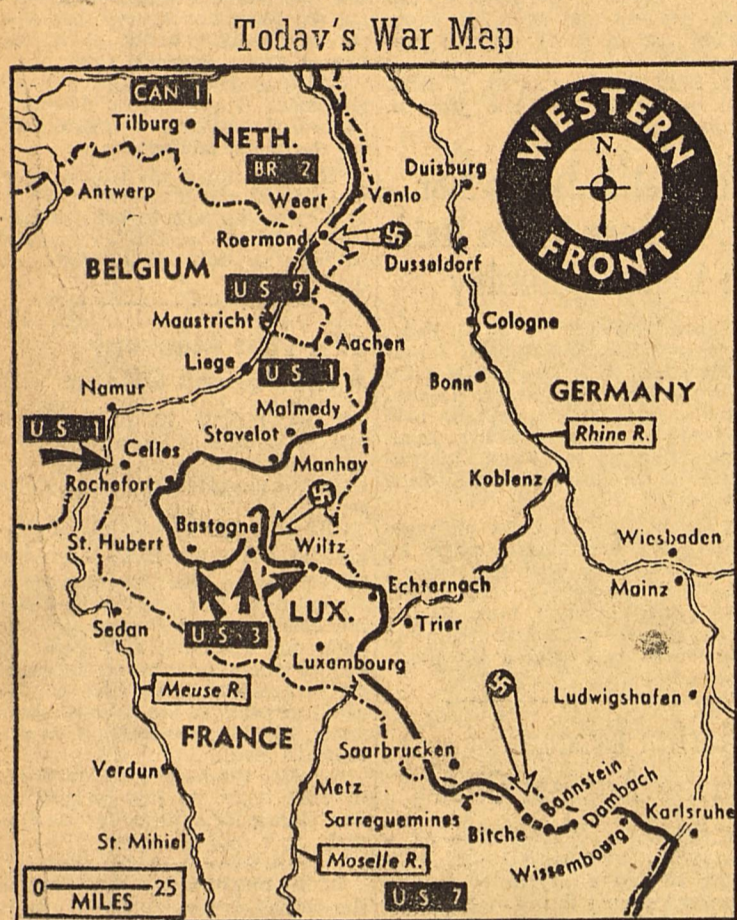 Today's War Map
CAN 1
Tilburg
NETH.
WESTERN
N.
FRONT
BR 2
Duisburg
Antwerp
Weert
Venlo
Roermond
Dusseldorf
BELGIUM
U S 9
Maastricht
Cologne
Aachen
Liege
U S 1
Bonn
Namur
GERMANY
Malmedy
U S 1
Stavelot
Rhine R.
Celles
Manhay
Rochefort
Koblenz
Bastogne
St. Hubert
Wiltz
Wiesbaden
Echternach
Mainz
LUX.
Sedan
U S 3
Trier
Luxembourg
Meuse R.
Ludwigshafen
FRANCE
Saarbrucken
Verdun
Metz
Bannstein
Dambach
Sarreguemines
Karlsruhe
St. Mihiel
Bitche
Wissembourg
Moselle R.
0 25
MILES
U S 7